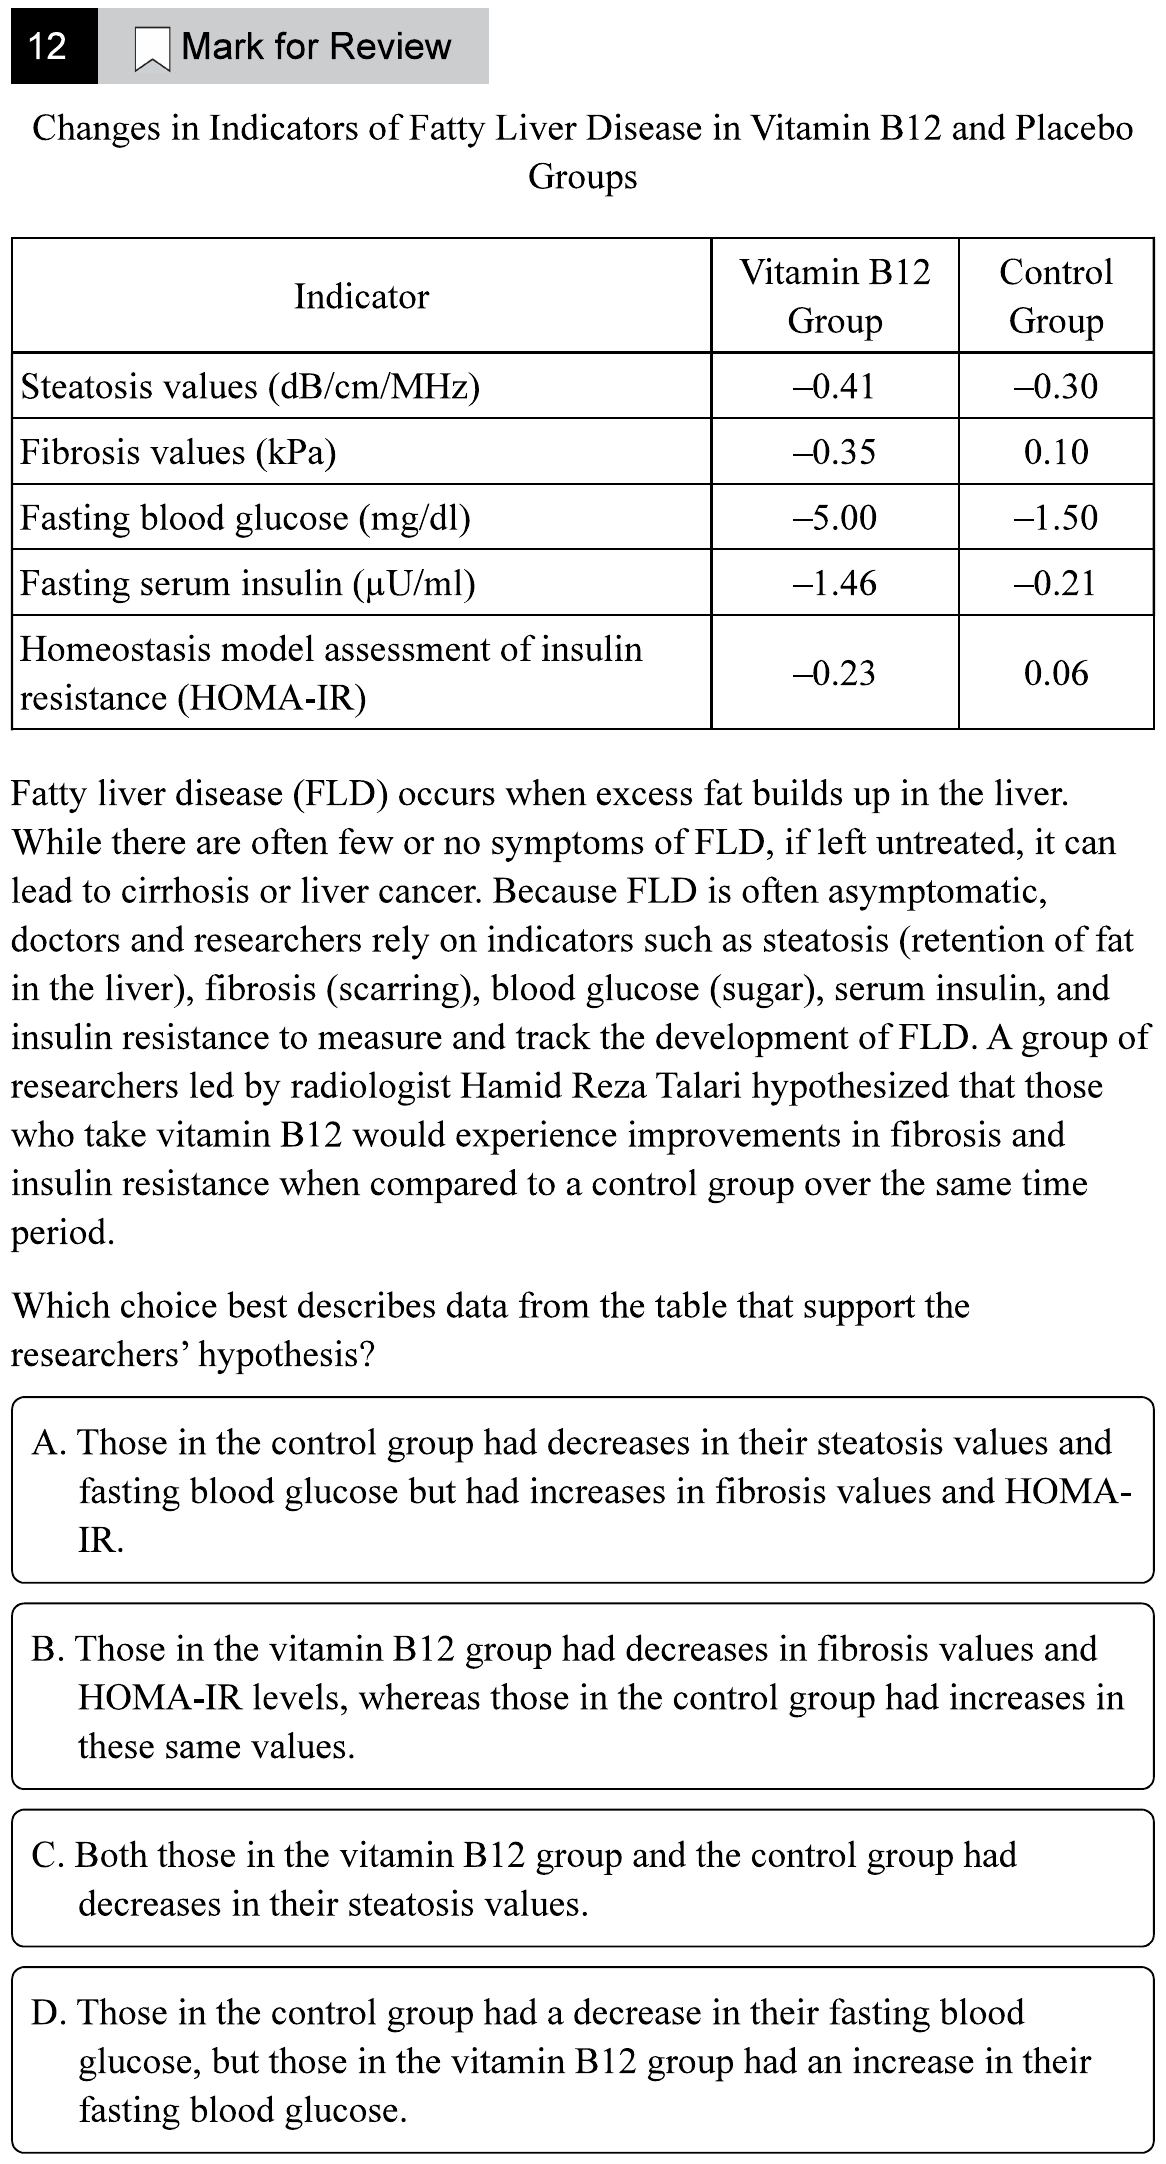 12 Mark for Review
Changes in Indicators of Fatty Liver Disease in Vitamin B12 and Placebo
Groups
Indicator
Vitamin B12
Group
Control
Group
Steatosis values (dB/cm/MHz) –0.41 –0.30
Fibrosis values (kPa) –0.35 0.10
Fasting blood glucose (mg/dl) –5.00 –1.50
Fasting serum insulin (μU/ml) –1.46 –0.21
Homeostasis model assessment of insulin
resistance (HOMA-IR)
–0.23 0.06
Fatty liver disease (FLD) occurs when excess fat builds up in the liver.
While there are often few or no symptoms of FLD, if left untreated, it can
lead to cirrhosis or liver cancer. Because FLD is often asymptomatic,
doctors and researchers rely on indicators such as steatosis (retention of fat
in the liver), fibrosis (scarring), blood glucose (sugar), serum insulin, and
insulin resistance to measure and track the development of FLD. A group of
researchers led by radiologist Hamid Reza Talari hypothesized that those
who take vitamin B12 would experience improvements in fibrosis and
insulin resistance when compared to a control group over the same time
period.
Which choice best describes data from the table that support the
researchers’ hypothesis?
A. Those in the control group had decreases in their steatosis values and
fasting blood glucose but had increases in fibrosis values and HOMA-
IR.
B. Those in the vitamin B12 group had decreases in fibrosis values and
HOMA-IR levels, whereas those in the control group had increases in
these same values.
C. Both those in the vitamin B12 group and the control group had
decreases in their steatosis values.
D. Those in the control group had a decrease in their fasting blood
glucose, but those in the vitamin B12 group had an increase in their
fasting blood glucose.